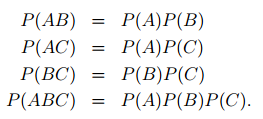 P(AB) = P(A)P(B)
P(AC) = P(A)P(C)
P(BC) = P(B)P(C)
P(ABC) = P(A)P(B)P(C).